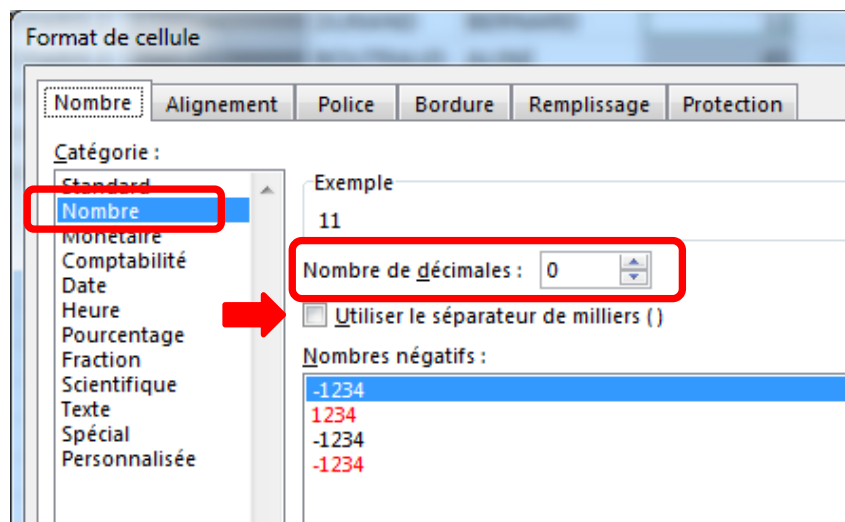 Format de cellule
Nombre Alignement Police Bordure Remplissage Protection
Catégorie :
Standard
Nombre
Monétaire
Comptabilité
Date
Heure
Pourcentage
Fraction
Scientifique
Texte
Spécial
Personnalisée
Exemple
11
Nombre de décimales : 0
Utiliser le séparateur de milliers ( )
Nombres négatifs :
-1234
1234
-1234
-1234